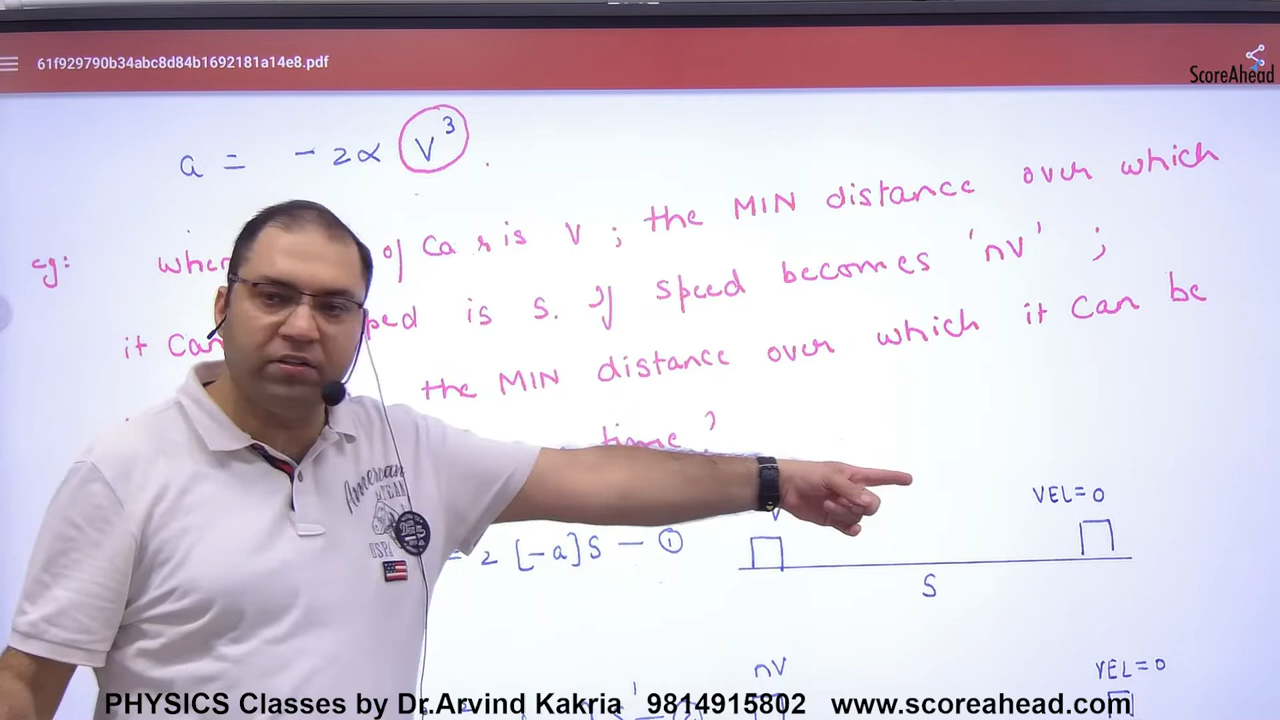 61f929790b34abc8d84b1692181a14e8.pdf
ScoreAhead
a = - 2α V³ .
eg: when of Car is V ; the MIN distance over which
it can ped is s. If speed becomes 'nv' ;
the MIN distance over which it can be
time ?
VEL=0
= 2 [-a]S — ①
S
nV
VEL=0
PHYSICS Classes by Dr.Arvind Kakria 9814915802 www.scoreahead.com